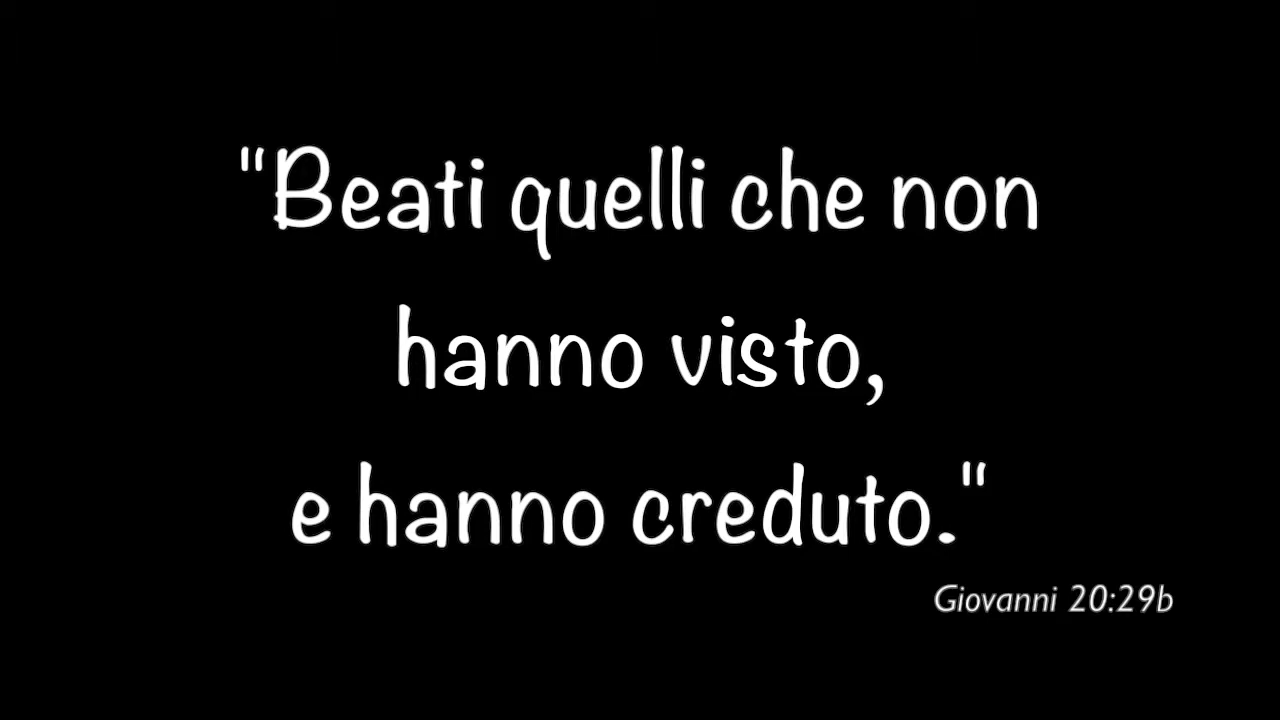 "Beati quelli che non
hanno visto,
e hanno creduto."
Giovanni 20:29b